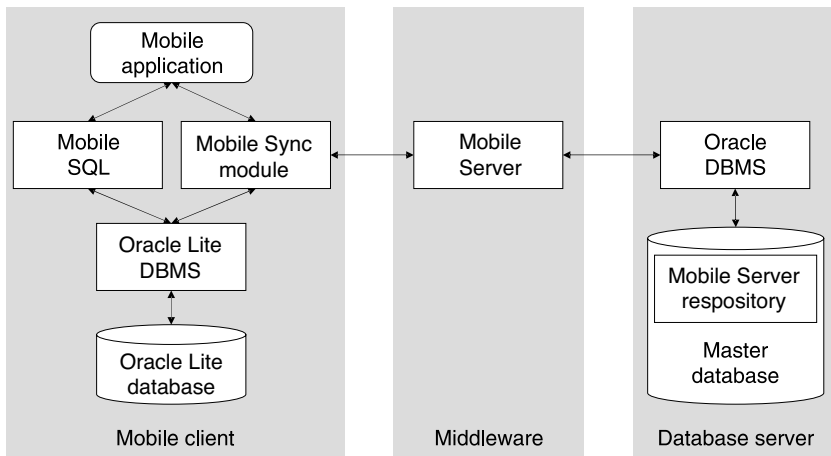 Mobile
application
Mobile
SQL
Mobile Sync
module
Oracle Lite
DBMS
Oracle Lite
database
Mobile client
Mobile
Server
Middleware
Oracle
DBMS
Mobile Server
respository
Master
database
Database server